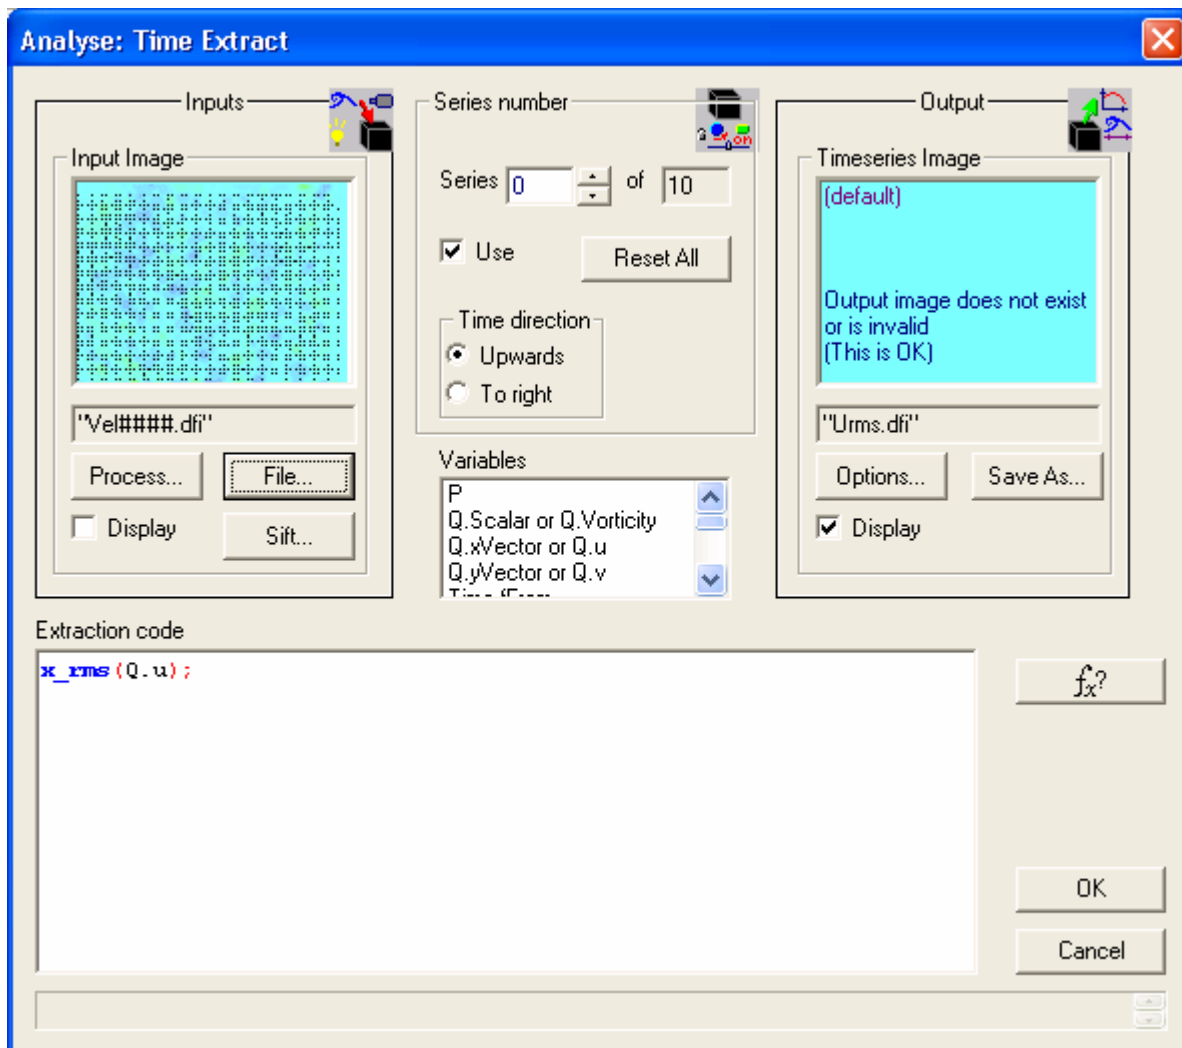 Analyse: Time Extract
Inputs
Input Image
"Vel####.dfi"
Process...
File...
Display
Sift...
Series number
Series 0 of 10
Use
Reset All
Time direction
Upwards
To right
Variables
P
Q.Scalar or Q.Vorticity
Q.xVector or Q.u
Q.yVector or Q.v
Output
Timeseries Image
(default)
Output image does not exist
or is invalid
(This is OK)
"Urms.dfi"
Options...
Save As...
Display
Extraction code
x_rms(Q.u);
fx?
OK
Cancel